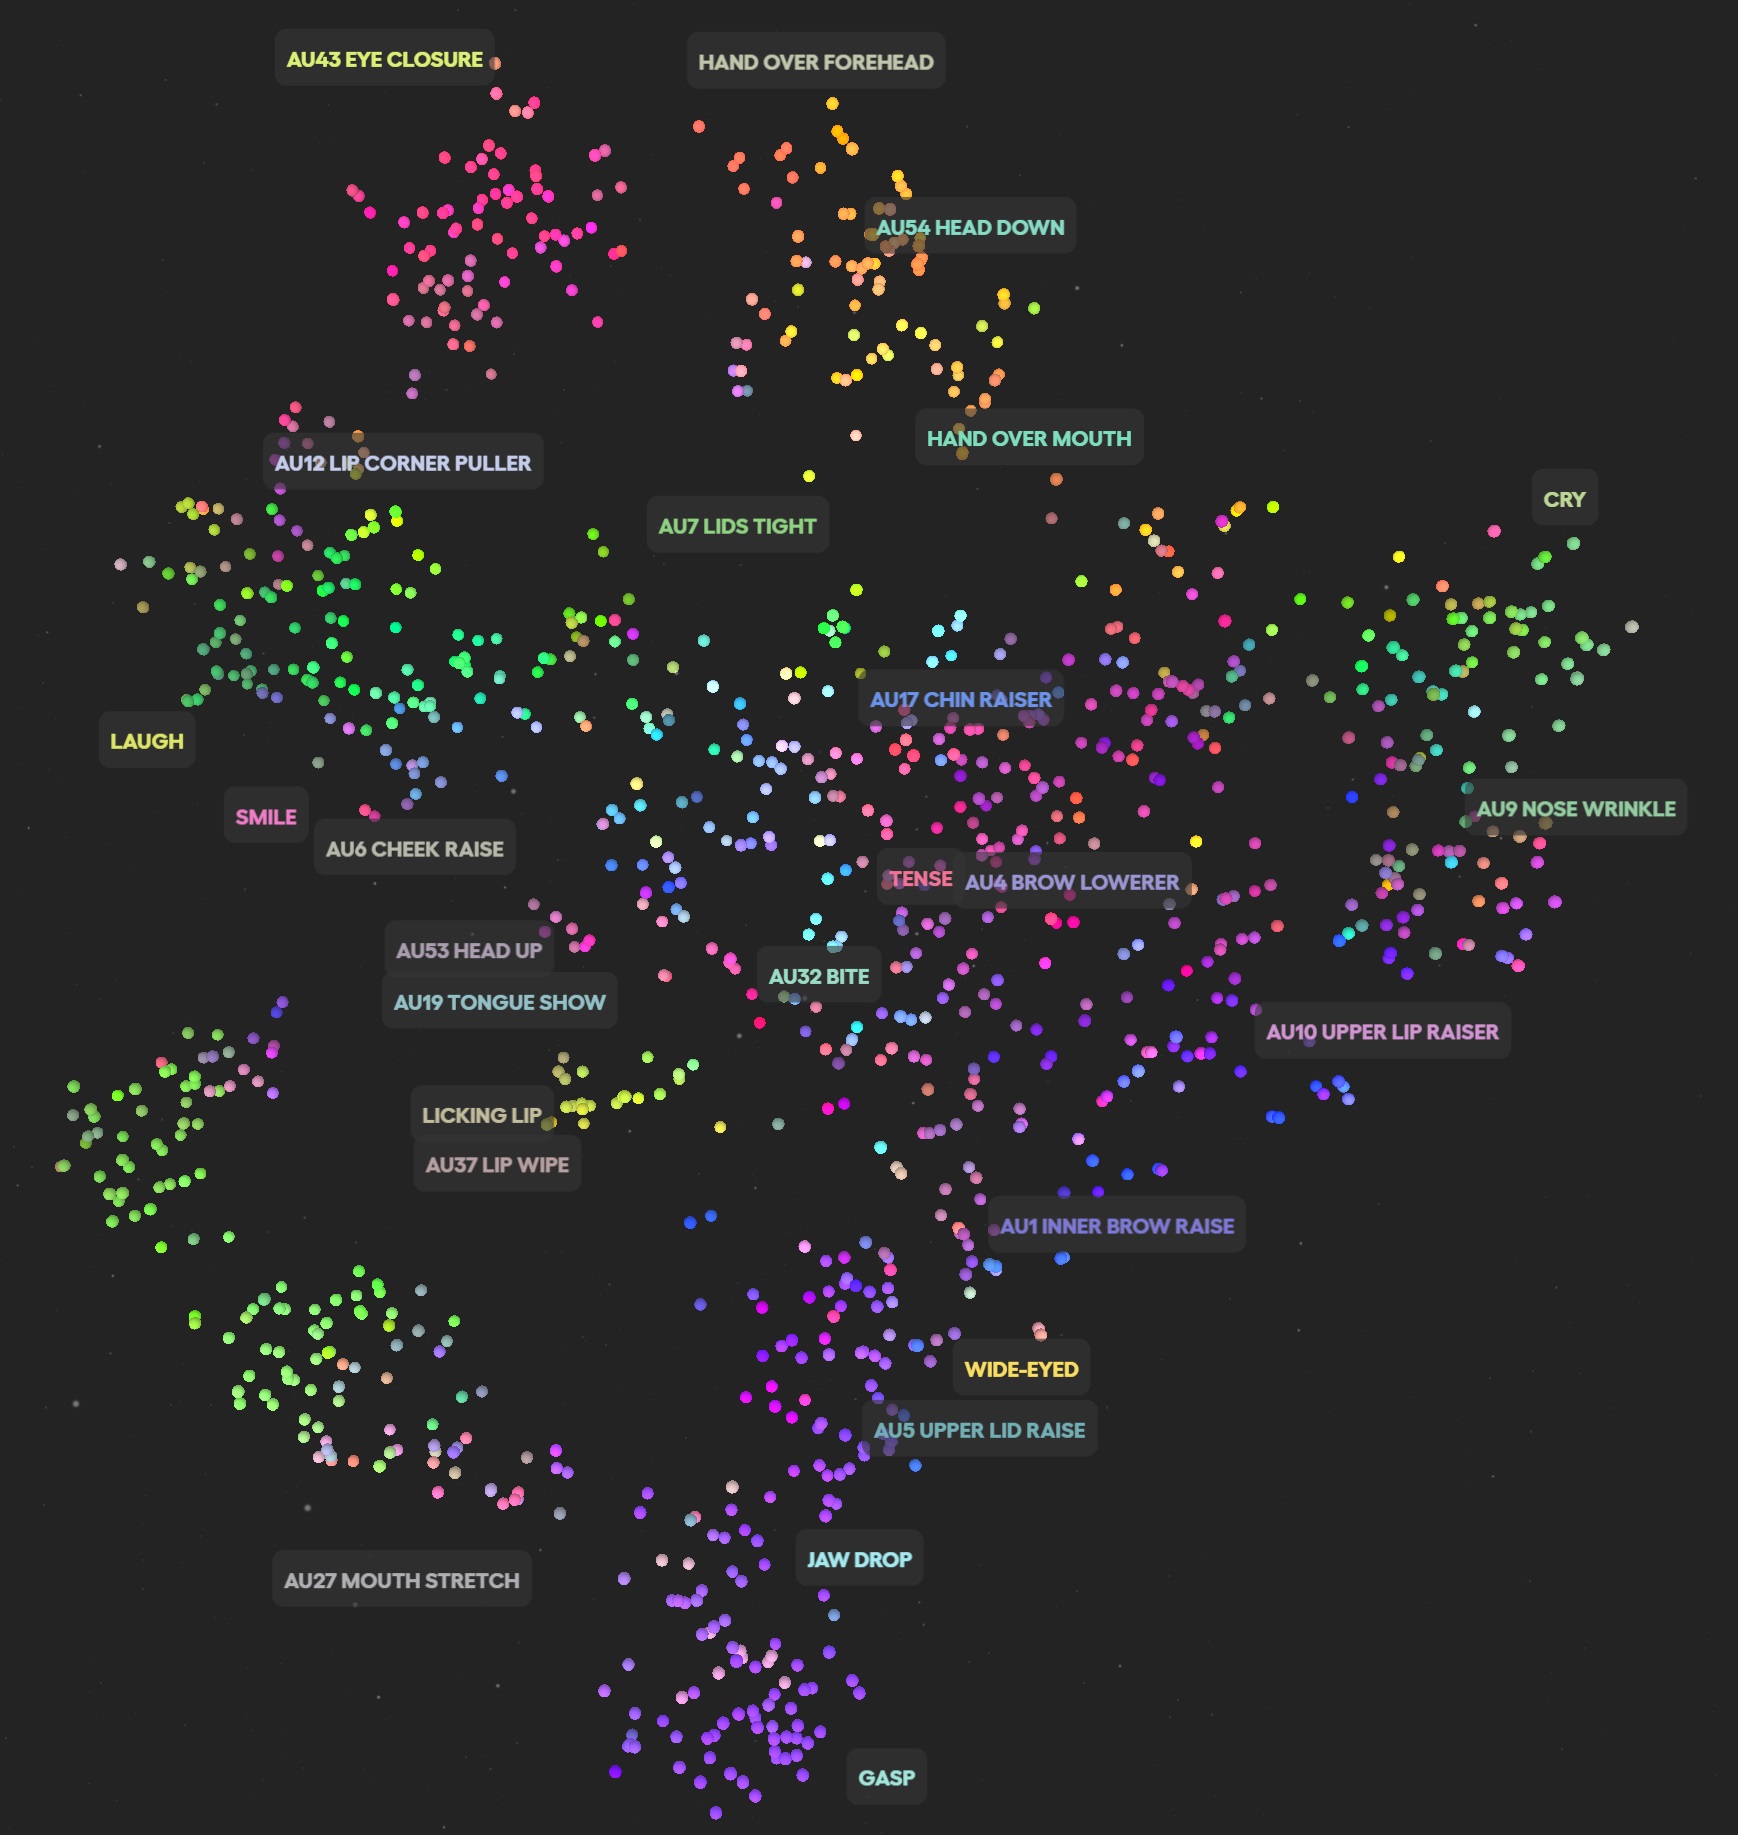 AU43 EYE CLOSURE
HAND OVER FOREHEAD
AU54 HEAD DOWN
HAND OVER MOUTH
AU12 LIP CORNER PULLER
CRY
AU7 LIDS TIGHT
AU17 CHIN RAISER
LAUGH
AU9 NOSE WRINKLE
SMILE
AU6 CHEEK RAISE
TENSE
AU4 BROW LOWERER
AU53 HEAD UP
AU32 BITE
AU19 TONGUE SHOW
AU10 UPPER LIP RAISER
LICKING LIP
AU37 LIP WIPE
AU1 INNER BROW RAISE
WIDE-EYED
AU5 UPPER LID RAISE
JAW DROP
AU27 MOUTH STRETCH
GASP